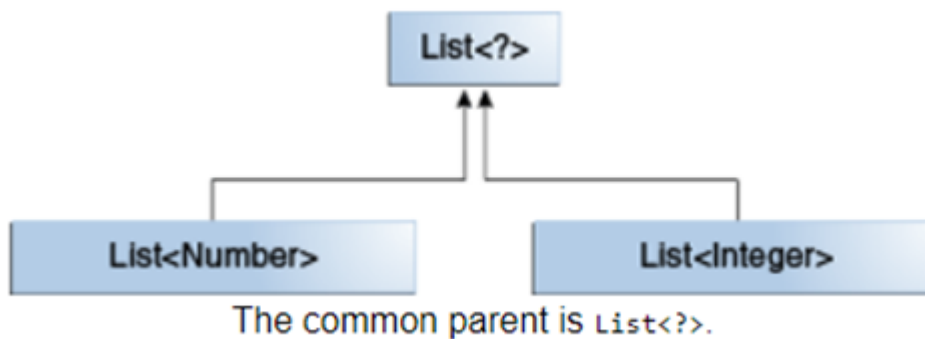 List<?>
List<Number> List<Integer>
The common parent is List<?>.